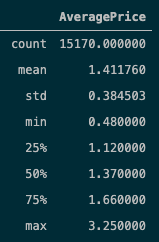 AveragePrice
count 15170.000000
mean 1.411760
std 0.384503
min 0.480000
25% 1.120000
50% 1.370000
75% 1.660000
max 3.250000